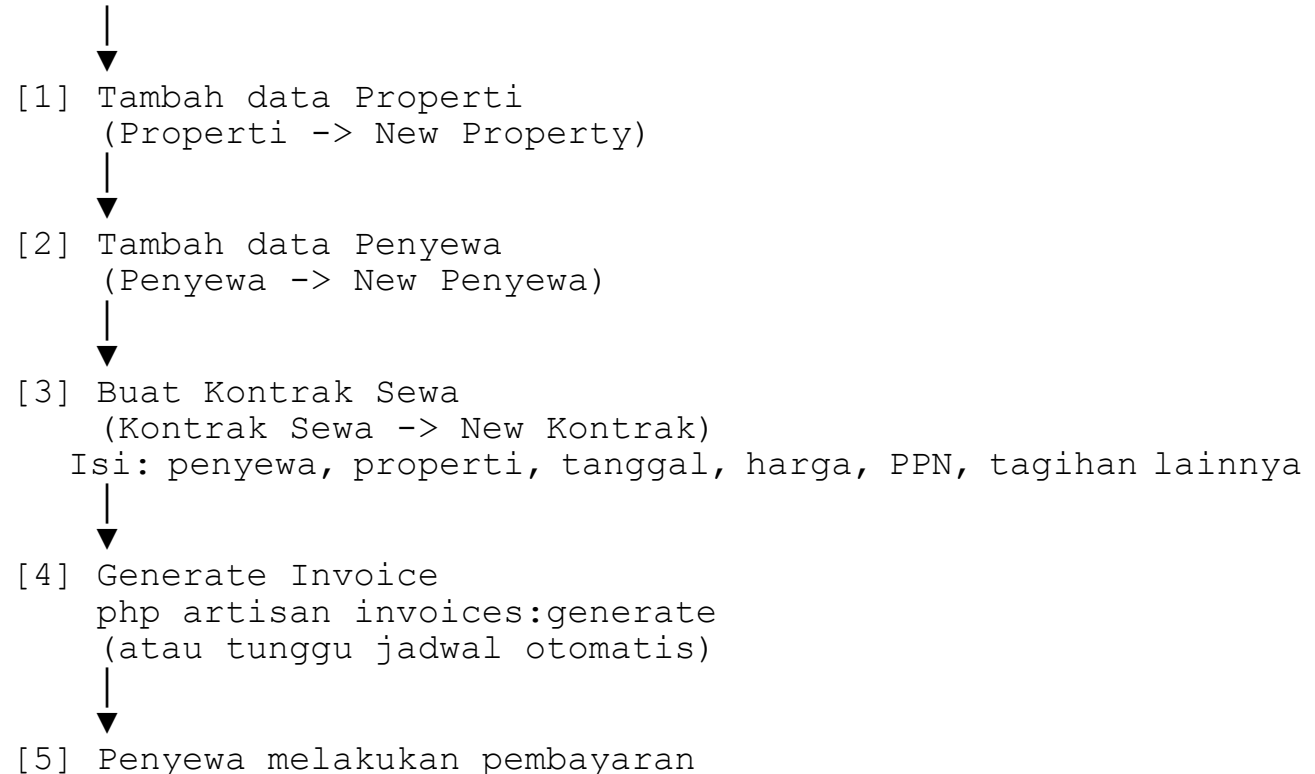 [1] Tambah data Properti
(Properti -> New Property)
[2] Tambah data Penyewa
(Penyewa -> New Penyewa)
[3] Buat Kontrak Sewa
(Kontrak Sewa -> New Kontrak)
Isi: penyewa, properti, tanggal, harga, PPN, tagihan lainnya
[4] Generate Invoice
php artisan invoices:generate
(atau tunggu jadwal otomatis)
[5] Penyewa melakukan pembayaran